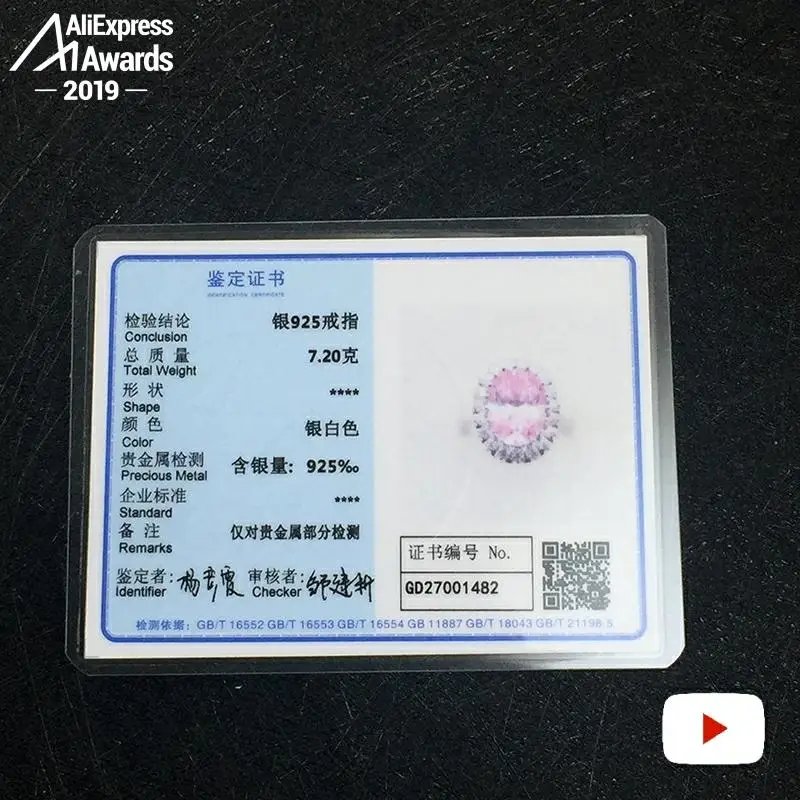 AliExpress
Awards
2019
鉴定证书
IDENTIFICATION CERTIFICATE
检验结论 银925戒指
Conclusion
总质量 7.20克
Total Weight
形状 ****
Shape
颜色 银白色
Color
贵金属检测 含银量: 925‰
Precious Metal
企业标准 ****
Standard
备注 仅对贵金属部分检测
Remarks
鉴定者: 审核者:
Identifier Checker
证书编号 No.
GD27001482
检测依据: GB/T 16552 GB/T 16553 GB/T 16554 GB 11887 GB/T 18043 GB/T 21198-5